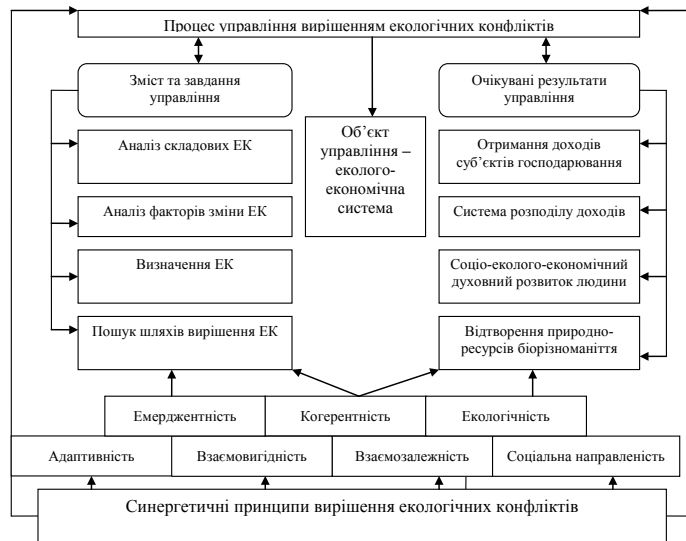 Процес управління вирішенням екологічних конфліктів
Зміст та завдання
управління
Очікувані результати
управління
Об’єкт
управління –
еколого-
економічна
система
Аналіз складових ЕК
Аналіз факторів зміни ЕК
Визначення ЕК
Пошук шляхів вирішення ЕК
Отримання доходів
суб’єктів господарювання
Система розподілу доходів
Соціо-еколого-економічний
духовний розвиток людини
Відтворення природно-
ресурсів біорізноманіття
Емерджентність
Когерентність
Екологічність
Адаптивність
Взаємовигідність
Взаємозалежність
Соціальна направленість
Синергетичні принципи вирішення екологічних конфліктів